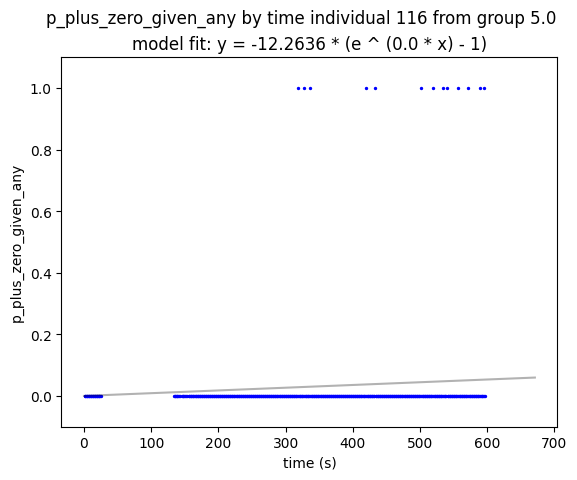 p_plus_zero_given_any by time individual 116 from group 5.0
model fit: y = -12.2636 * (e ^ (0.0 * x) - 1)
p_plus_zero_given_any
1.0
0.8
0.6
0.4
0.2
0.0
0 100 200 300 400 500 600 700
time (s)